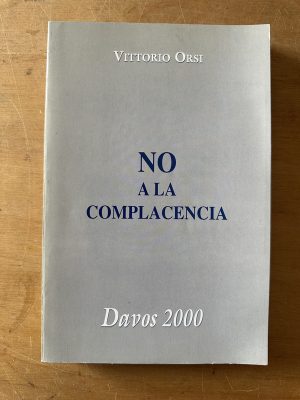 VITTORIO ORSI
NO
A LA
COMPLACENCIA
Davos 2000